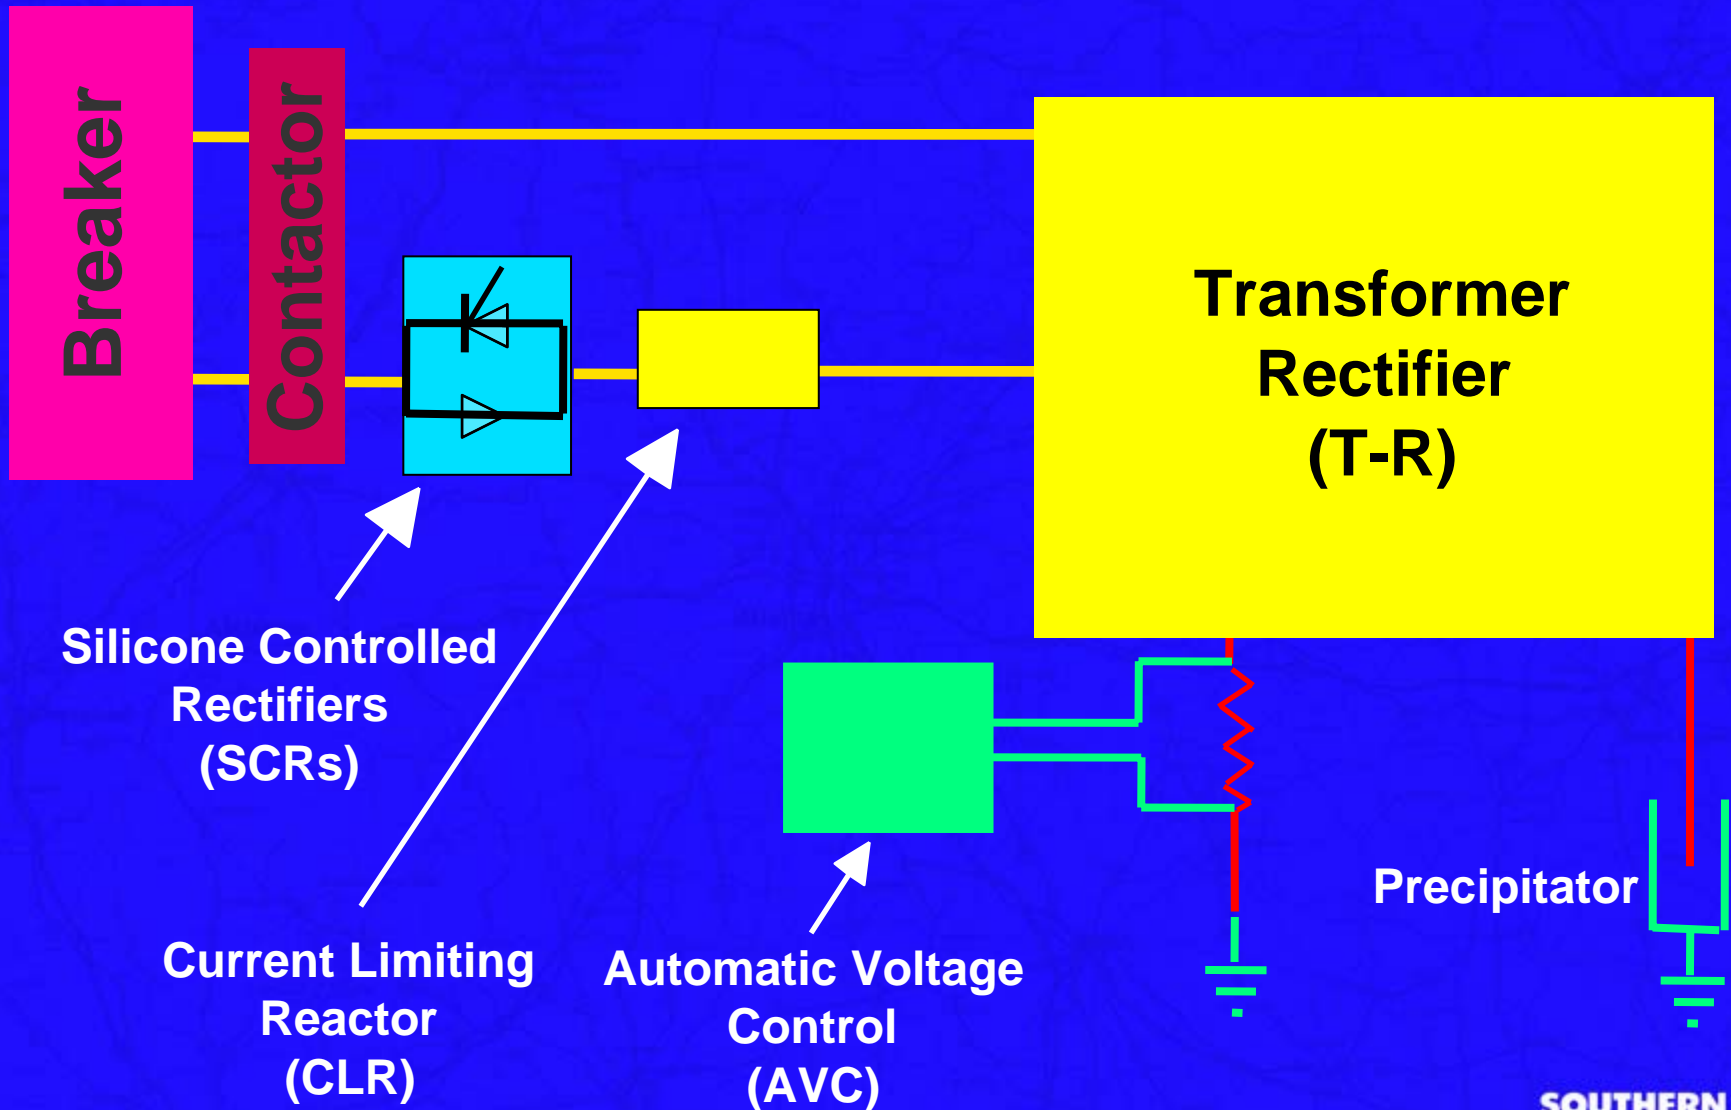 Breaker
Contactor
Transformer
Rectifier
(T-R)
Silicone Controlled
Rectifiers
(SCRs)
Precipitator
Current Limiting
Reactor
(CLR)
Automatic Voltage
Control
(AVC)
SOUTHERN